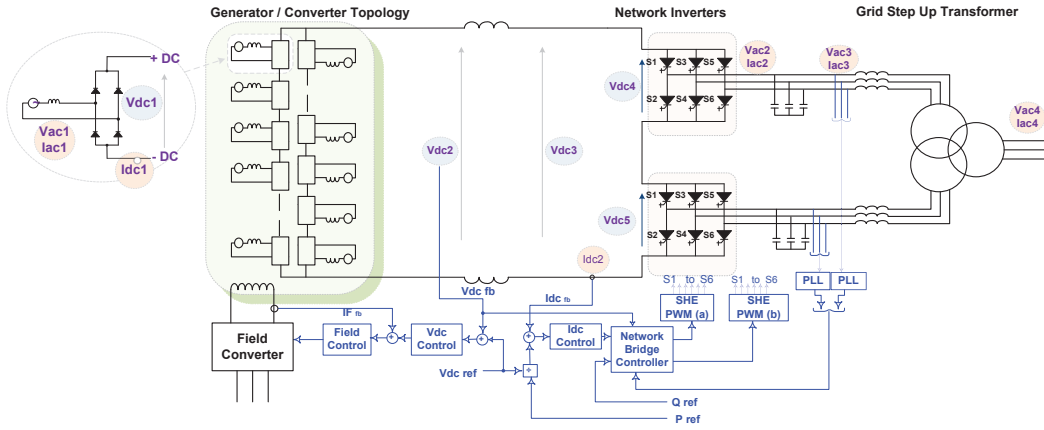 Generator / Converter Topology
Network Inverters
Grid Step Up Transformer
+ DC
Vdc1
Vac1
Iac1
- DC
Idc1
Vdc2
Vdc3
Vdc4
S1 S3 S5
S2 S4 S6
Vac2
Iac2
Vac3
Iac3
Vac4
Iac4
Vdc5
S1 S3 S5
S2 S4 S6
Idc2
Vdc fb
Idc fb
IF fb
S1 to S6
S1 to S6
SHE
PWM (a)
SHE
PWM (b)
PLL
PLL
Field
Converter
Field
Control
+
Vdc
Control
+
+
Idc
Control
Network
Bridge
Controller
Vdc ref
÷
Q ref
P ref